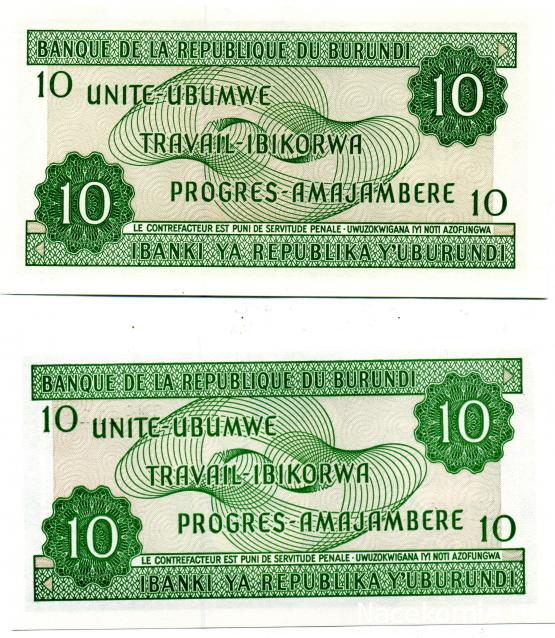 BANQUE DE LA REPUBLIQUE DU BURUNDI
10
10
UNITE-UBUMWE
TRAVAIL-IBIKORWA
10
PROGRES-AMAJAMBERE
10
LE CONTREFACTEUR EST PUNI DE SERVITUDE PENALE - UWUZOKWIGANA IYI NOTI AZOFUNGWA
IBANKI YA REPUBLIKA Y'UBURUNDI
BANQUE DE LA REPUBLIQUE DU BURUNDI
10
10
UNITE-UBUMWE
TRAVAIL-IBIKORWA
10
PROGRES-AMAJAMBERE
10
LE CONTREFACTEUR EST PUNI DE SERVITUDE PENALE - UWUZOKWIGANA IYI NOTI AZOFUNGWA
IBANKI YA REPUBLIKA Y'UBURUNDI